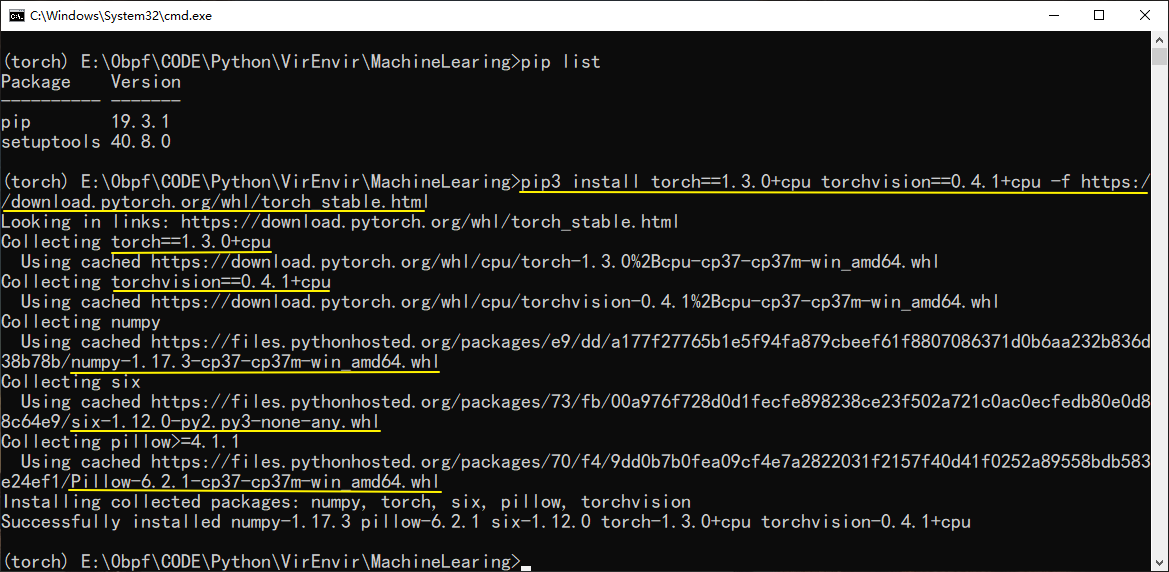 C:\Windows\System32\cmd.exe
(torch) E:\Obpf\CODE\Python\VirEnvir\MachineLearing>pip list
Package    Version
---------- -------
pip        19.3.1
setuptools 40.8.0
(torch) E:\Obpf\CODE\Python\VirEnvir\MachineLearing>pip3 install torch==1.3.0+cpu torchvision==0.4.1+cpu -f https:/
/download.pytorch.org/whl/torch_stable.html
Looking in links: https://download.pytorch.org/whl/torch_stable.html
Collecting torch==1.3.0+cpu
  Using cached https://download.pytorch.org/whl/cpu/torch-1.3.0%2Bcpu-cp37-cp37m-win_amd64.whl
Collecting torchvision==0.4.1+cpu
  Using cached https://download.pytorch.org/whl/cpu/torchvision-0.4.1%2Bcpu-cp37-cp37m-win_amd64.whl
Collecting numpy
  Using cached https://files.pythonhosted.org/packages/e9/dd/a177f27765b1e5f94fa879cbeef61f8807086371d0b6aa232b836d
38b78b/numpy-1.17.3-cp37-cp37m-win_amd64.whl
Collecting six
  Using cached https://files.pythonhosted.org/packages/73/fb/00a976f728d0d1fecfe898238ce23f502a721c0ac0ecfedb80e0d8
8c64e9/six-1.12.0-py2.py3-none-any.whl
Collecting pillow>=4.1.1
  Using cached https://files.pythonhosted.org/packages/70/f4/9dd0b7b0fea09cf4e7a2822031f2157f40d41f0252a89558bdb583
e24ef1/Pillow-6.2.1-cp37-cp37m-win_amd64.whl
Installing collected packages: numpy, torch, six, pillow, torchvision
Successfully installed numpy-1.17.3 pillow-6.2.1 six-1.12.0 torch-1.3.0+cpu torchvision-0.4.1+cpu
(torch) E:\Obpf\CODE\Python\VirEnvir\MachineLearing>